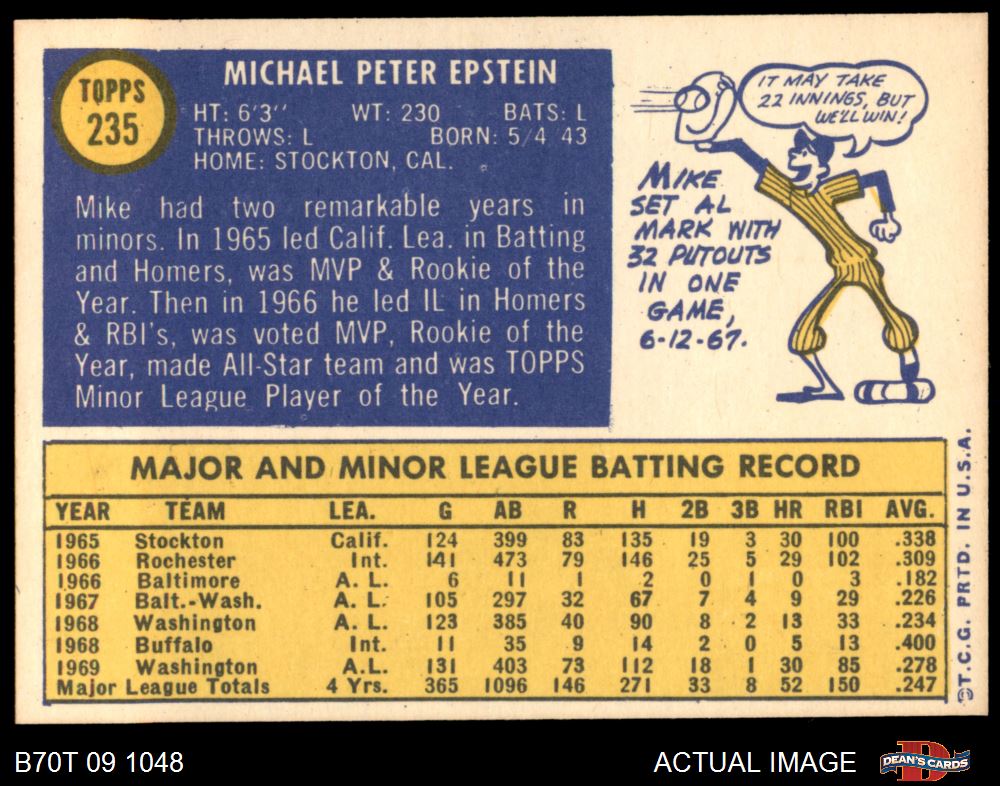 TOPPS
235
MICHAEL PETER EPSTEIN
HT: 6'3'' WT: 230 BATS: L
THROWS: L BORN: 5/4 43
HOME: STOCKTON, CAL.
Mike had two remarkable years in
minors. In 1965 led Calif. Lea. in Batting
and Homers, was MVP & Rookie of the
Year. Then in 1966 he led IL in Homers
& RBI's, was voted MVP, Rookie of the
Year, made All-Star team and was TOPPS
Minor League Player of the Year.
IT MAY TAKE
22 INNINGS, BUT
WE'LL WIN!
MIKE
SET AL
MARK WITH
32 PUTOUTS
IN ONE
GAME,
6-12-67.
MAJOR AND MINOR LEAGUE BATTING RECORD
YEAR TEAM LEA. G AB R H 2B 3B HR RBI AVG.
1965 Stockton Calif. 124 399 83 135 19 3 30 100 .338
1966 Rochester Int. 141 473 79 146 25 5 29 102 .309
1966 Baltimore A. L. 6 11 1 2 0 1 0 3 .182
1967 Balt.-Wash. A. L. 105 297 32 67 7 4 9 29 .226
1968 Washington A. L. 123 385 40 90 8 2 13 33 .234
1968 Buffalo Int. 11 35 9 14 2 0 5 13 .400
1969 Washington A.L. 131 403 73 112 18 1 30 85 .278
Major League Totals 4 Yrs. 365 1096 146 271 33 8 52 150 .247
©T.C.G. PRTD. IN U.S.A.
B70T 09 1048
ACTUAL IMAGE
D
DEAN'S CARDS